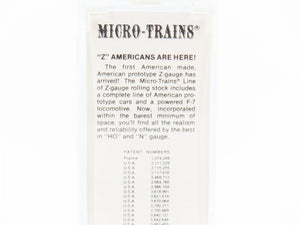 MICRO-TRAINS®
"Z" AMERICANS ARE HERE!
The first American made,
American prototype Z-gauge has
arrived! The Micro-Trains® Line
of Z-gauge rolling stock includes
a complete line of American pro-
totype cars and a powered F-7
locomotive. Now, incorporated
within the barest minimum of
space, you'll find all the realism
and reliability offered by the best
in "HO" and "N" gauge.
PATENT NUMBERS
France
U.S.A.
U.S.A.
U.S.A.
U.S.A.
U.S.A.
U.S.A.
U.S.A.
U.S.A.
U.S.A.
U.S.A.
U.S.A.
U.S.A.
U.S.A.
U.S.A.